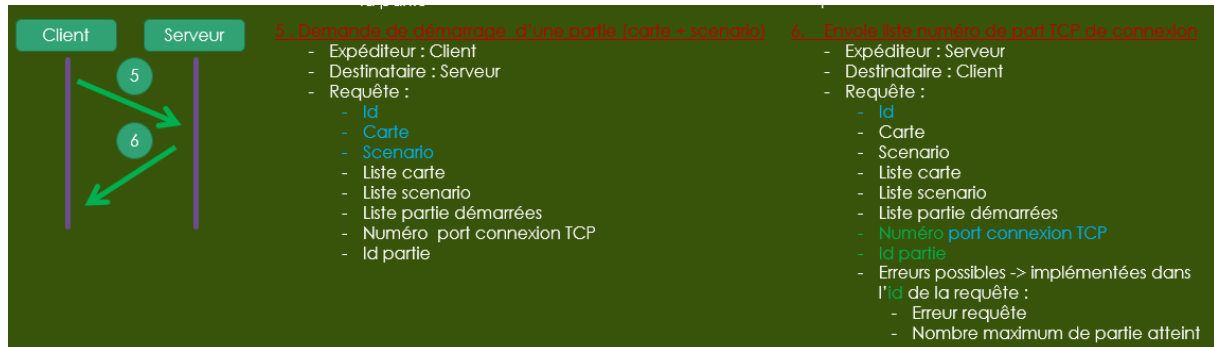 Client
Serveur
5
6
5 . Demande de démarrage d'une partie (carte + scenario)
- Expéditeur : Client
- Destinataire : Serveur
- Requête :
- Id
- Carte
- Scenario
- Liste carte
- Liste scenario
- Liste partie démarrées
- Numéro port connexion TCP
- Id partie
6. Envoie liste numéro de port TCP de connexion
- Expéditeur : Serveur
- Destinataire : Client
- Requête :
- Id
- Carte
- Scenario
- Liste carte
- Liste scenario
- Liste partie démarrées
- Numéro port connexion TCP
- Id partie
- Erreurs possibles -> implémentées dans
l'id de la requête :
- Erreur requête
- Nombre maximum de partie atteint